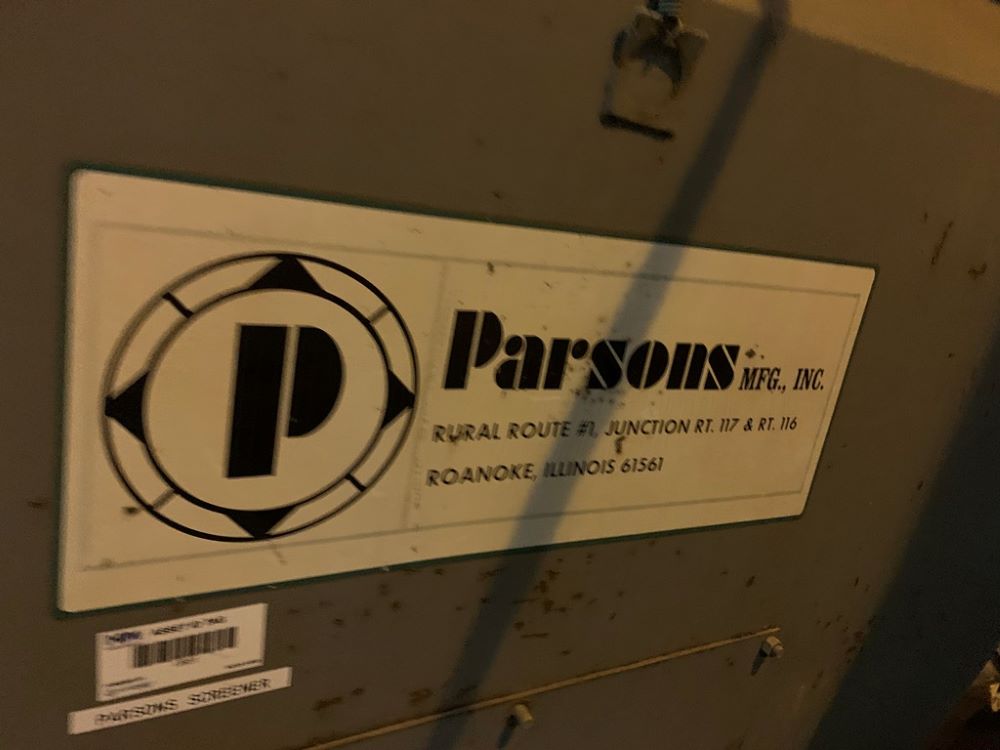 P
Parsons MFG., INC.
RURAL ROUTE #1, JUNCTION RT. 117 & RT. 116
ROANOKE, ILLINOIS 61561
PARSONS SCREENER